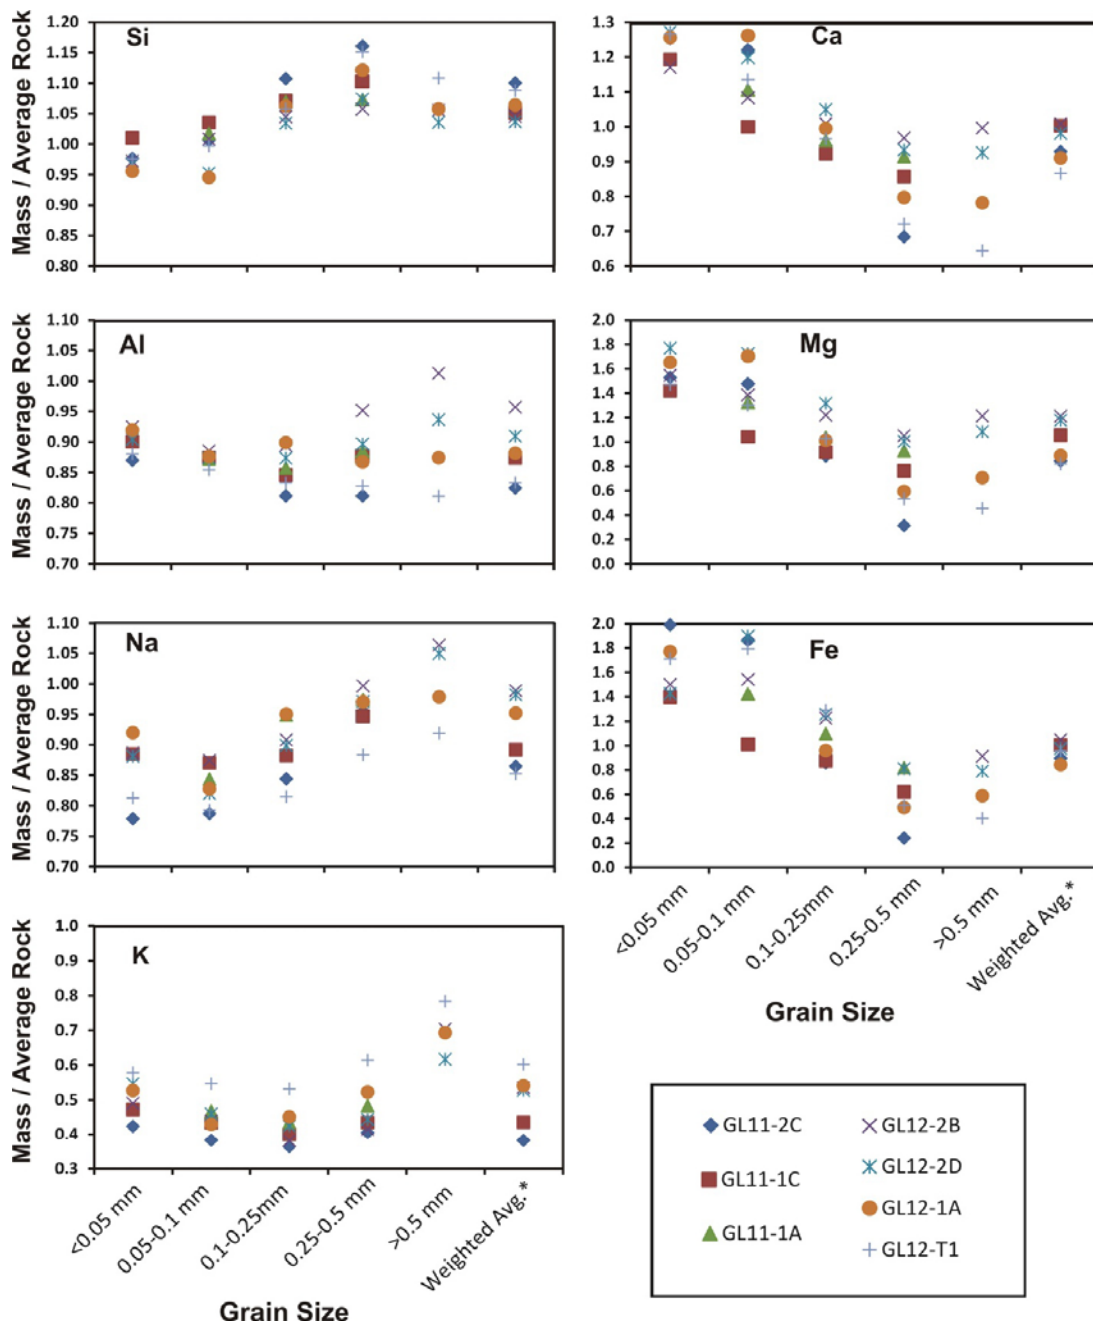 Si
Mass / Average Rock
1.20
1.15
1.10
1.05
1.00
0.95
0.90
0.85
0.80
Ca
1.3
1.2
1.1
1.0
0.9
0.8
0.7
0.6
Al
Mass / Average Rock
1.10
1.05
1.00
0.95
0.90
0.85
0.80
0.75
0.70
Mg
2.0
1.8
1.6
1.4
1.2
1.0
0.8
0.6
0.4
0.2
0.0
Na
Mass / Average Rock
1.10
1.05
1.00
0.95
0.90
0.85
0.80
0.75
0.70
Fe
2.0
1.8
1.6
1.4
1.2
1.0
0.8
0.6
0.4
0.2
0.0
<0.05 mm
0.05-0.1 mm
0.1-0.25mm
0.25-0.5 mm
>0.5 mm
Weighted Avg.*
Grain Size
K
Mass / Average Rock
1.0
0.9
0.8
0.7
0.6
0.5
0.4
0.3
<0.05 mm
0.05-0.1 mm
0.1-0.25mm
0.25-0.5 mm
>0.5 mm
Weighted Avg.*
Grain Size
GL11-2C
GL11-1C
GL11-1A
GL12-2B
GL12-2D
GL12-1A
GL12-T1